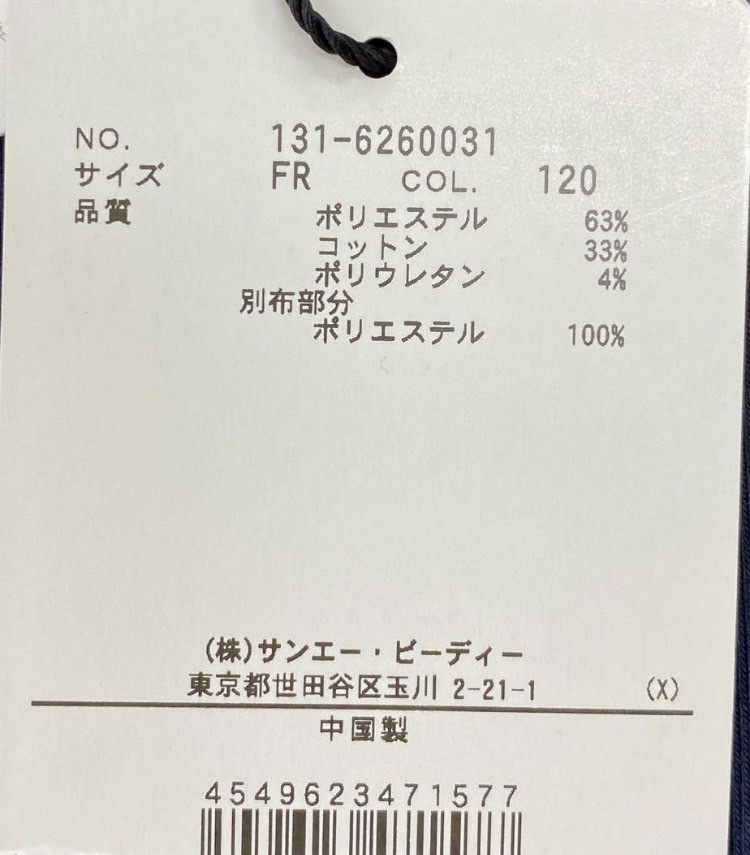 NO. 131-6260031
サイズ FR COL. 120
品質 ポリエステル 63%
コットン 33%
ポリウレタン 4%
別布部分
ポリエステル 100%
(株)サンエー・ビーディー
東京都世田谷区玉川 2-21-1 (X)
中国製
4549623471577